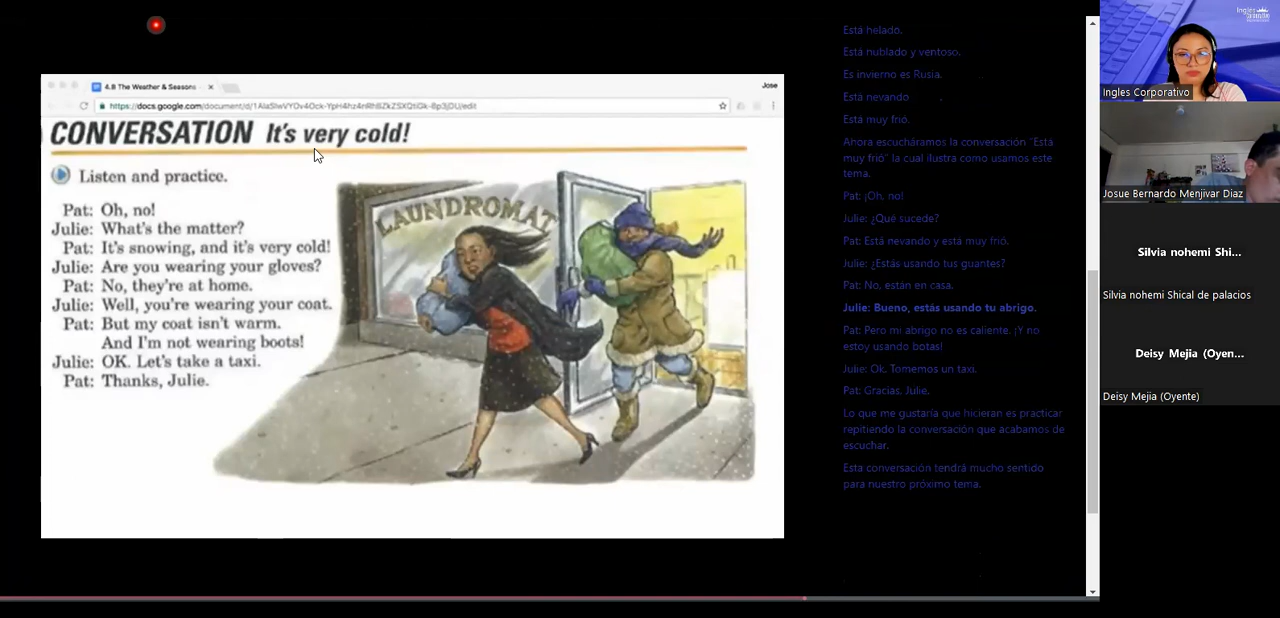 4.8 The Weather & Seasons
Jose
CONVERSATION It's very cold!
Listen and practice.
LAUNDROMAT
Pat: Oh, no!
Julie: What's the matter?
Pat: It's snowing, and it's very cold!
Julie: Are you wearing your gloves?
Pat: No, they're at home.
Julie: Well, you're wearing your coat.
Pat: But my coat isn't warm.
And I'm not wearing boots!
Julie: OK. Let's take a taxi.
Pat: Thanks, Julie.
Está helado.
Está nublado y ventoso.
Es invierno es Rusia.
Está nevando
Está muy frió.
Ahora escucháramos la conversación "Está
muy frió" la cual ilustra como usamos este
tema.
Pat: ¡Oh, no!
Julie: ¿Qué sucede?
Pat: Está nevando y está muy frió.
Julie: ¿Estás usando tus guantes?
Pat: No, están en casa.
Julie: Bueno, estás usando tu abrigo.
Pat: Pero mi abrigo no es caliente. ¡Y no
estoy usando botas!
Julie: Ok. Tomemos un taxi.
Pat: Gracias, Julie.
Lo que me gustaría que hicieran es practicar
repitiendo la conversación que acabamos de
escuchar.
Esta conversación tendrá mucho sentido
para nuestro próximo tema.
Ingles Corporativo
Josue Bernardo Menjivar Diaz
Silvia nohemi Shi...
Silvia nohemi Shical de palacios
Deisy Mejia (Oyen...
Deisy Mejia (Oyente)